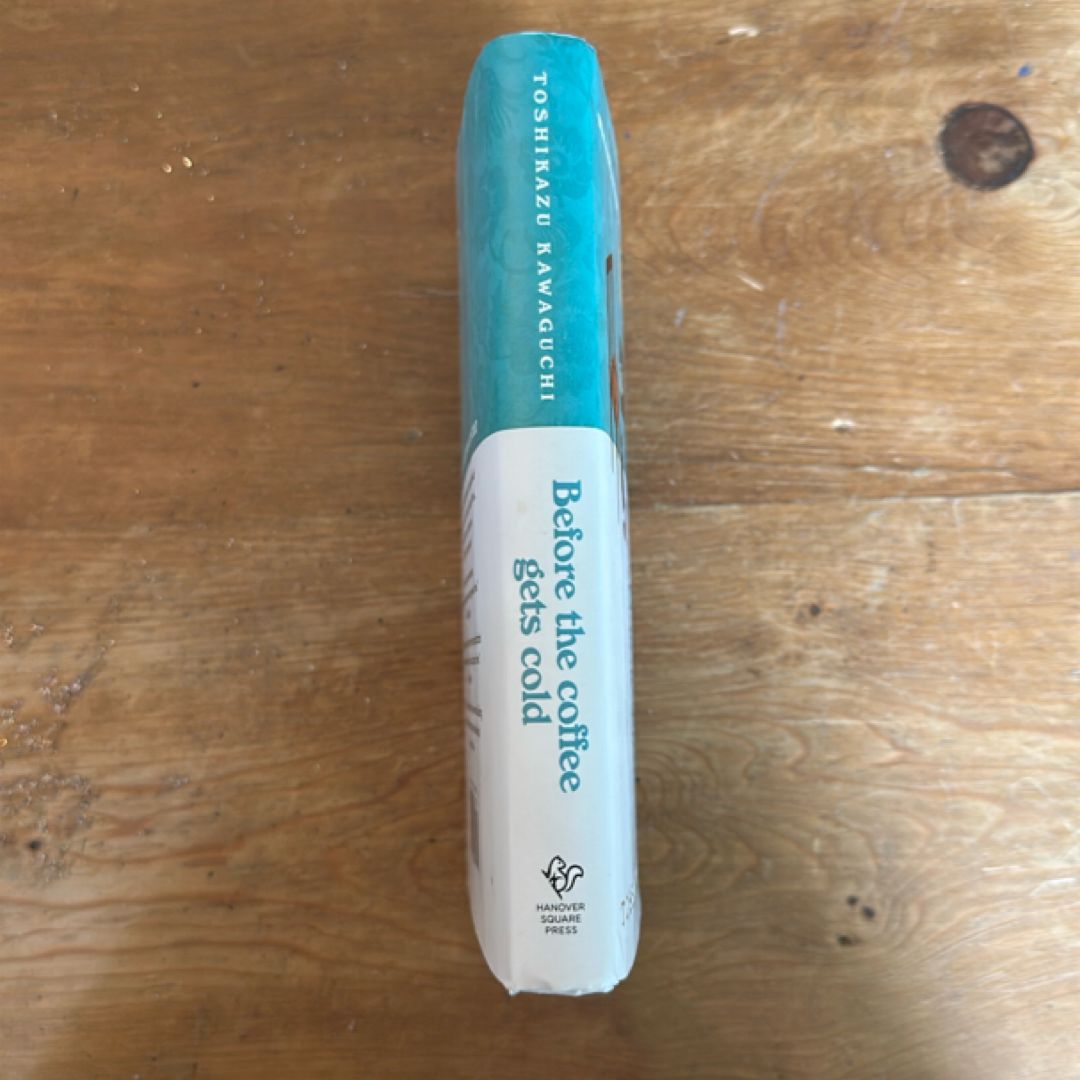 TOSHIKAZU KAWAGUCHI
Before the coffee
gets cold
HANOVER
SQUARE
PRESS